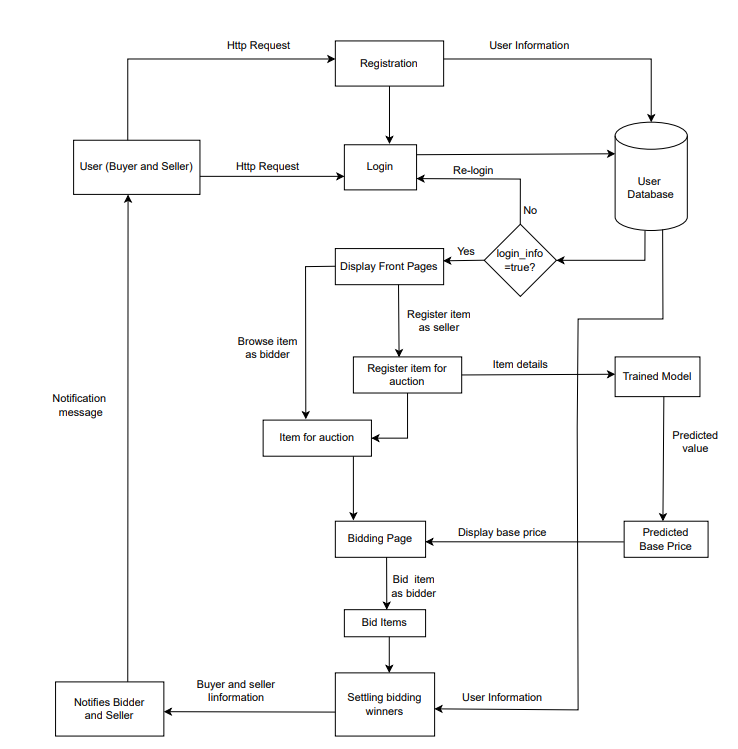 Http Request
User Information
Registration
User (Buyer and Seller)
Http Request
Login
Re-login
User
Database
No
Yes
login_info
=true?
Display Front Pages
Register item
as seller
Browse item
as bidder
Register item for
auction
Item details
Trained Model
Notification
message
Item for auction
Predicted
value
Bidding Page
Display base price
Predicted
Base Price
Bid item
as bidder
Bid Items
Notifies Bidder
and Seller
Buyer and seller
Iinformation
Settling bidding
winners
User Information